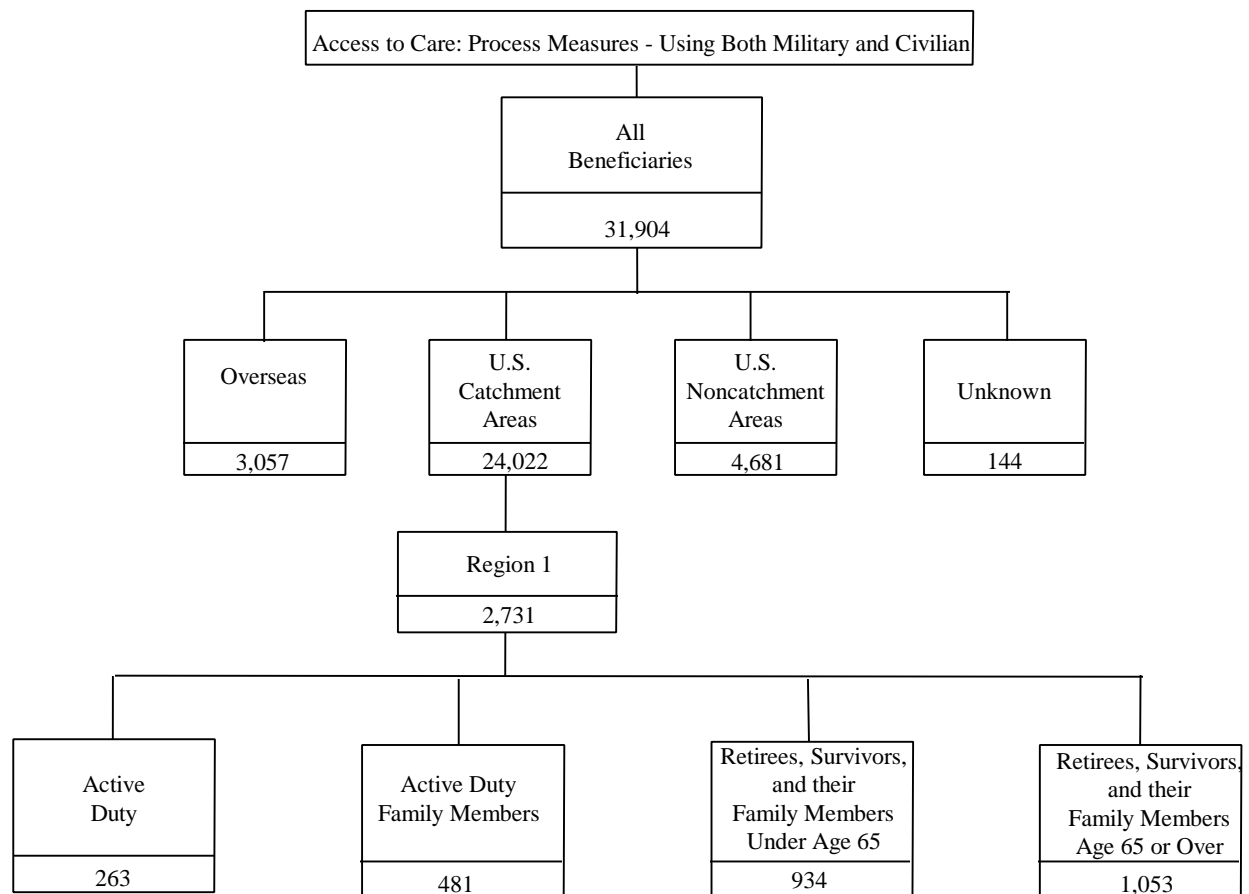 Access to Care: Process Measures - Using Both Military and Civilian
All
Beneficiaries
31,904
Overseas
3,057
U.S.
Catchment
Areas
24,022
U.S.
Noncatchment
Areas
4,681
Unknown
144
Region 1
2,731
Active
Duty
263
Active Duty
Family Members
481
Retirees, Survivors,
and their
Family Members
Under Age 65
934
Retirees, Survivors,
and their
Family Members
Age 65 or Over
1,053